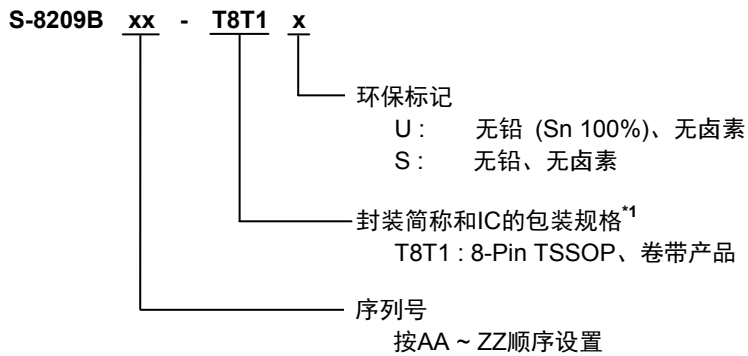 S-8209B xx - T8T1 x
环保标记
U : 无铅 (Sn 100%)、无卤素
S : 无铅、无卤素
封装简称和IC的包装规格*1
T8T1 : 8-Pin TSSOP、卷带产品
序列号
按AA ~ ZZ顺序设置